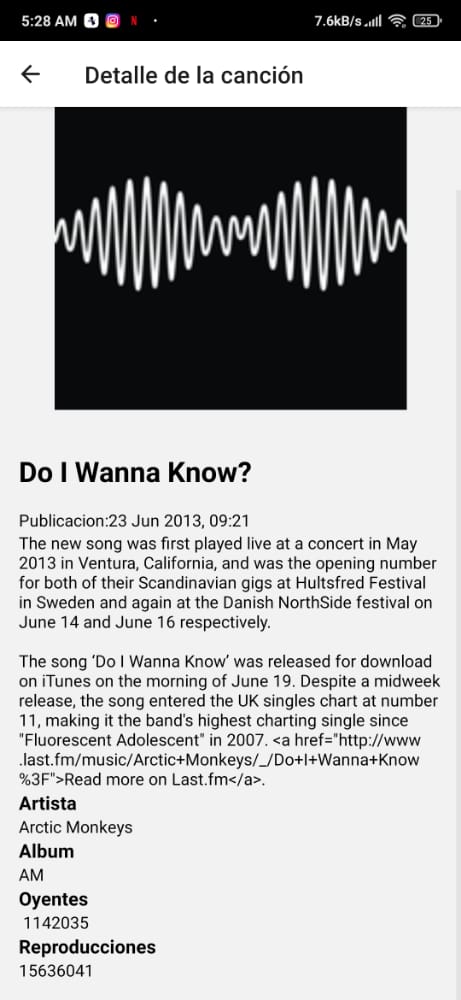 5:28 AM
7.6kB/s
25
Detalle de la canción
Do I Wanna Know?
Publicacion:23 Jun 2013, 09:21
The new song was first played live at a concert in May
2013 in Ventura, California, and was the opening number
for both of their Scandinavian gigs at Hultsfred Festival
in Sweden and again at the Danish NorthSide festival on
June 14 and June 16 respectively.
The song ‘Do I Wanna Know’ was released for download
on iTunes on the morning of June 19. Despite a midweek
release, the song entered the UK singles chart at number
11, making it the band's highest charting single since
"Fluorescent Adolescent" in 2007. <a href="http://www
.last.fm/music/Arctic+Monkeys/_/Do+I+Wanna+Know
%3F">Read more on Last.fm</a>.
Artista
Arctic Monkeys
Album
AM
Oyentes
1142035
Reproducciones
15636041